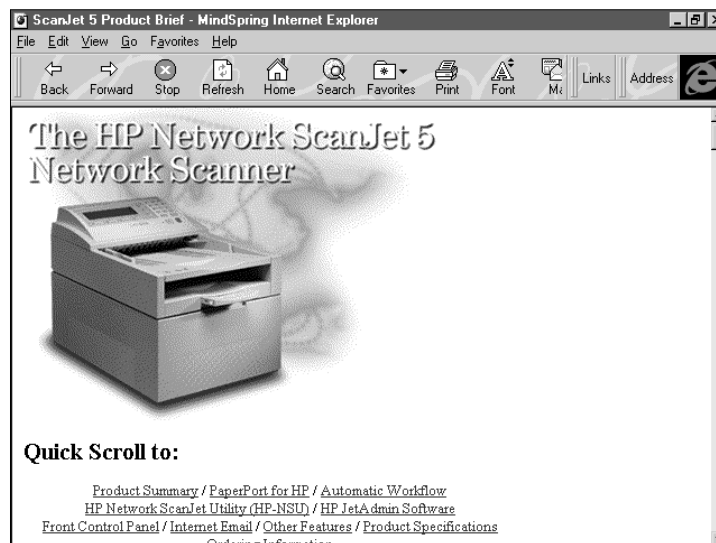 ScanJet 5 Product Brief - MindSpring Internet Explorer
File Edit View Go Favorites Help
Back Forward Stop Refresh Home Search Favorites Print Font Links Address
The HP Network ScanJet 5
Network Scanner
Quick Scroll to:
Product Summary / PaperPort for HP / Automatic Workflow
HP Network ScanJet Utility (HP-NSU) / HP JetAdmin Software
Front Control Panel / Internet Email / Other Features / Product Specifications
Ordering Information